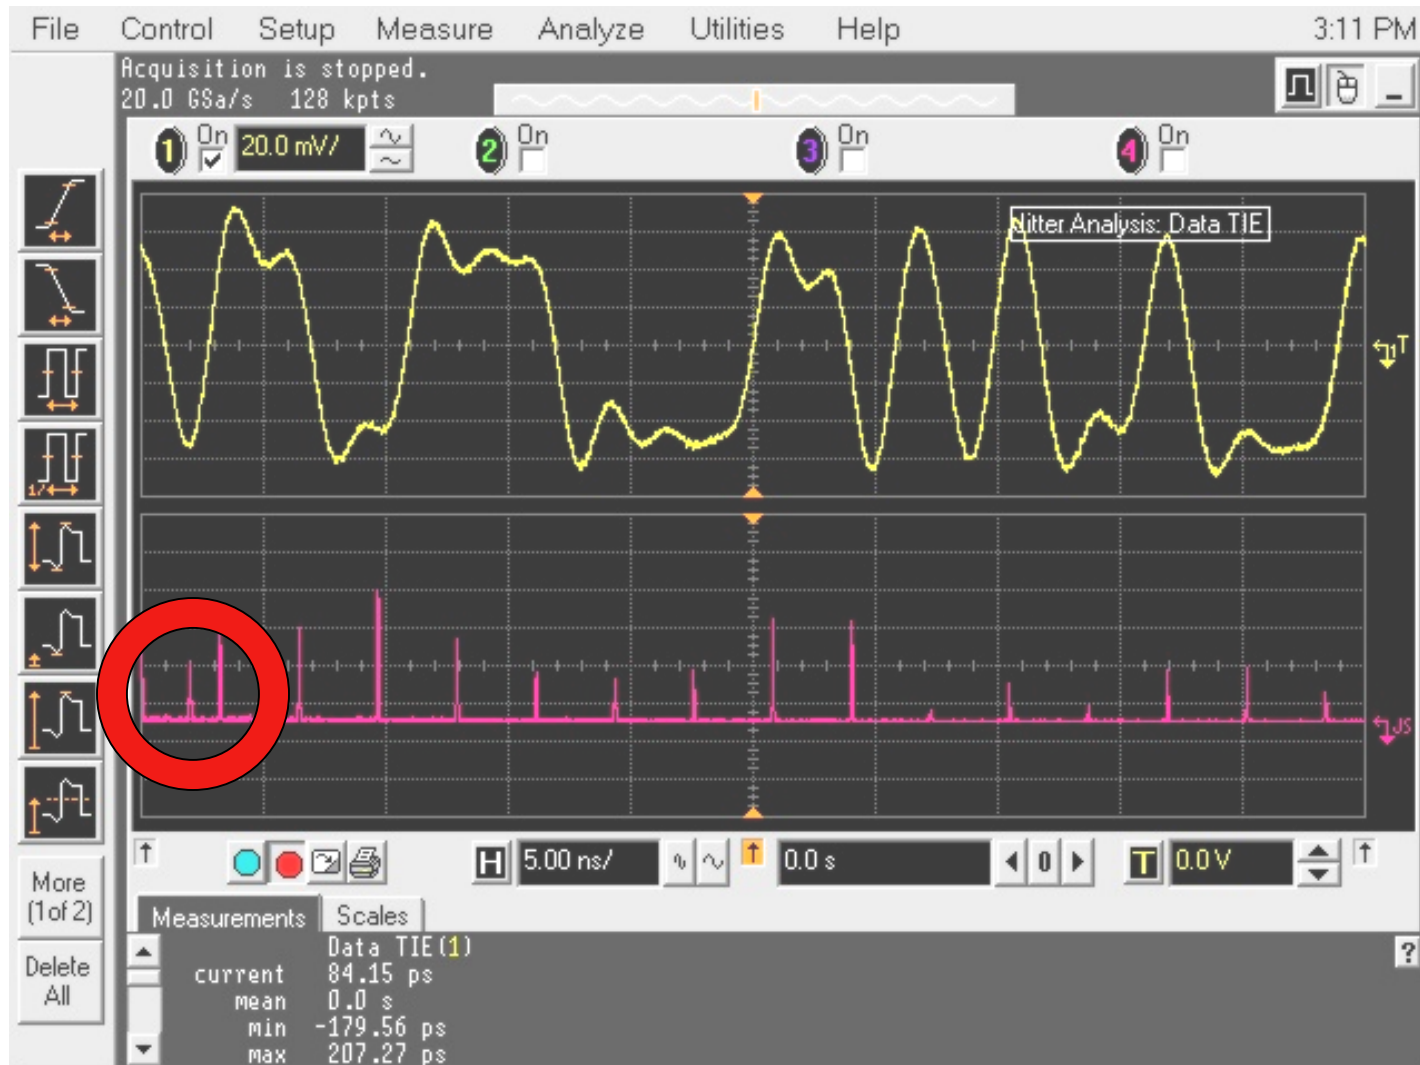 File Control Setup Measure Analyze Utilities Help 3:11 PM
Acquisition is stopped.
20.0 GSa/s 128 kpts
1 On 20.0 mV/ 2 On 3 On 4 On
Jitter Analysis: Data TIE
1 T
1/
JS
H 5.00 ns/ 0.0 s 0 T 0.0 V
More
(1 of 2)
Delete
All
Measurements Scales
Data TIE(1)
current 84.15 ps
mean 0.0 s
min -179.56 ps
max 207.27 ps
?